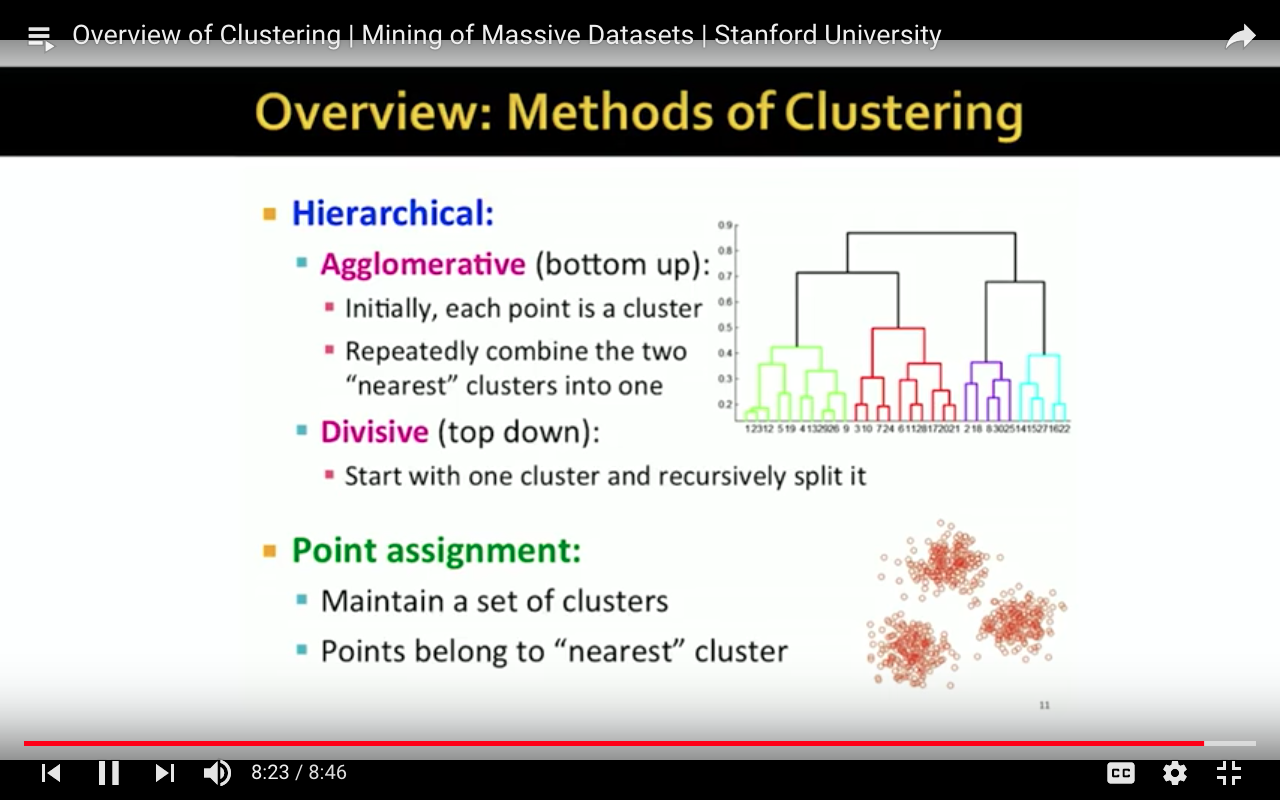 Overview of Clustering | Mining of Massive Datasets | Stanford University
Overview: Methods of Clustering
Hierarchical:
Agglomerative (bottom up):
Initially, each point is a cluster
Repeatedly combine the two
“nearest” clusters into one
Divisive (top down):
Start with one cluster and recursively split it
0.9
0.8
0.7
0.6
0.5
0.4
0.3
0.2
12312 519 4132926 9 310 724 61128172021 218 83025141527 1622
Point assignment:
Maintain a set of clusters
Points belong to “nearest” cluster
11
8:23 / 8:46
CC